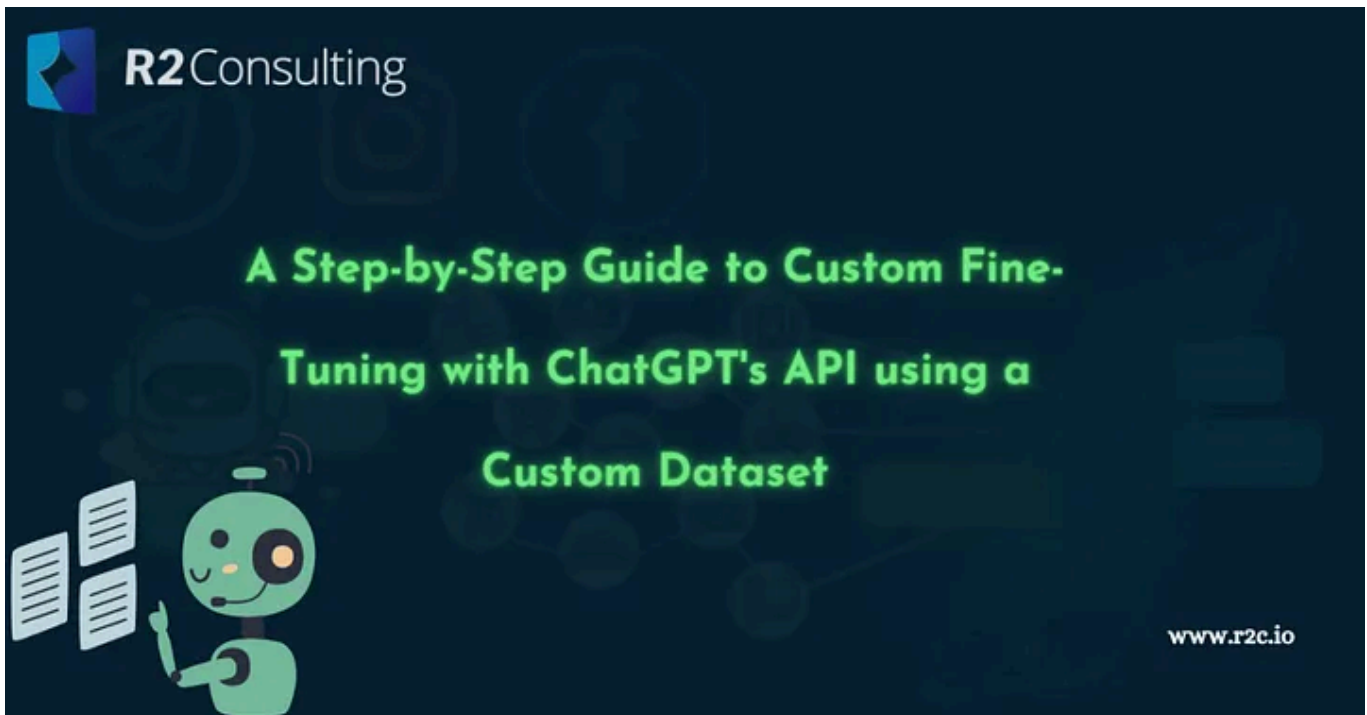 R2Consulting
A Step-by-Step Guide to Custom Fine-
Tuning with ChatGPT's API using a
Custom Dataset
www.r2c.io